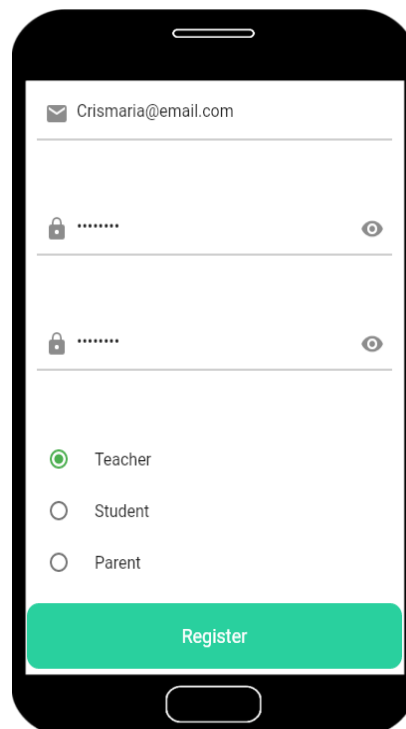 Crismaria@email.com
••••••••
••••••••
Teacher
Student
Parent
Register